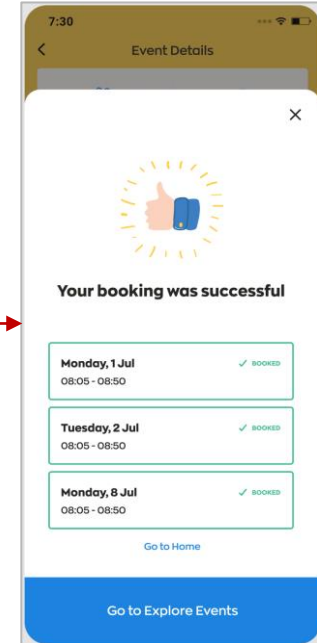 7:30
Event Details
Your booking was successful
Monday, 1 Jul
BOOKED
08:05 - 08:50
Tuesday, 2 Jul
BOOKED
08:05 - 08:50
Monday, 8 Jul
BOOKED
08:05 - 08:50
Go to Home
Go to Explore Events